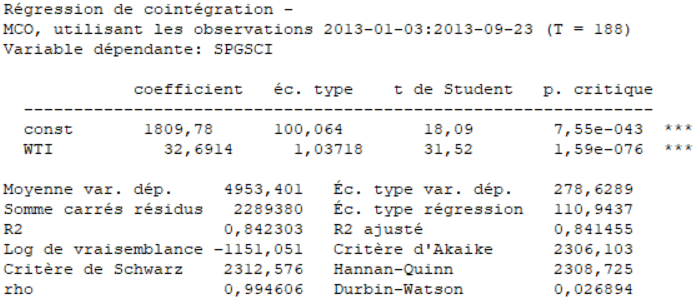 Régression de cointégration -
MCO, utilisant les observations 2013-01-03:2013-09-23 (T = 188)
Variable dépendante: SPGSCI
coefficient éc. type t de Student p. critique
-------------------------------------------------------------
const 1809,78 100,064 18,09 7,55e-043 ***
WTI 32,6914 1,03718 31,52 1,59e-076 ***
Moyenne var. dép. 4953,401 Éc. type var. dép. 278,6289
Somme carrés résidus 2289380 Éc. type régression 110,9437
R2 0,842303 R2 ajusté 0,841455
Log de vraisemblance -1151,051 Critère d'Akaike 2306,103
Critère de Schwarz 2312,576 Hannan-Quinn 2308,725
rho 0,994606 Durbin-Watson 0,026894